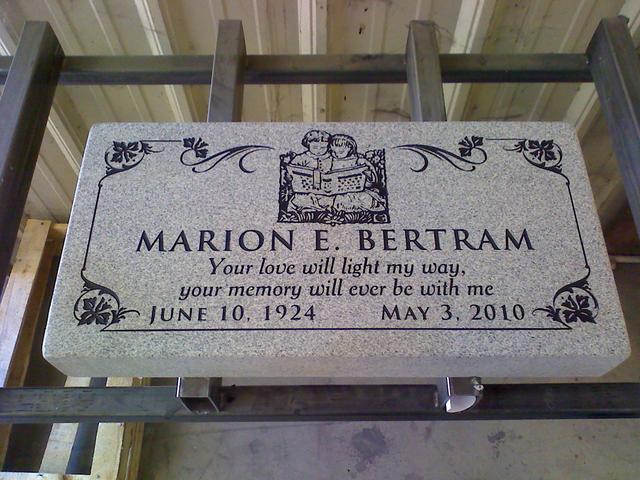 MARION E. BERTRAM
Your love will light my way,
your memory will ever be with me
JUNE 10, 1924 MAY 3, 2010